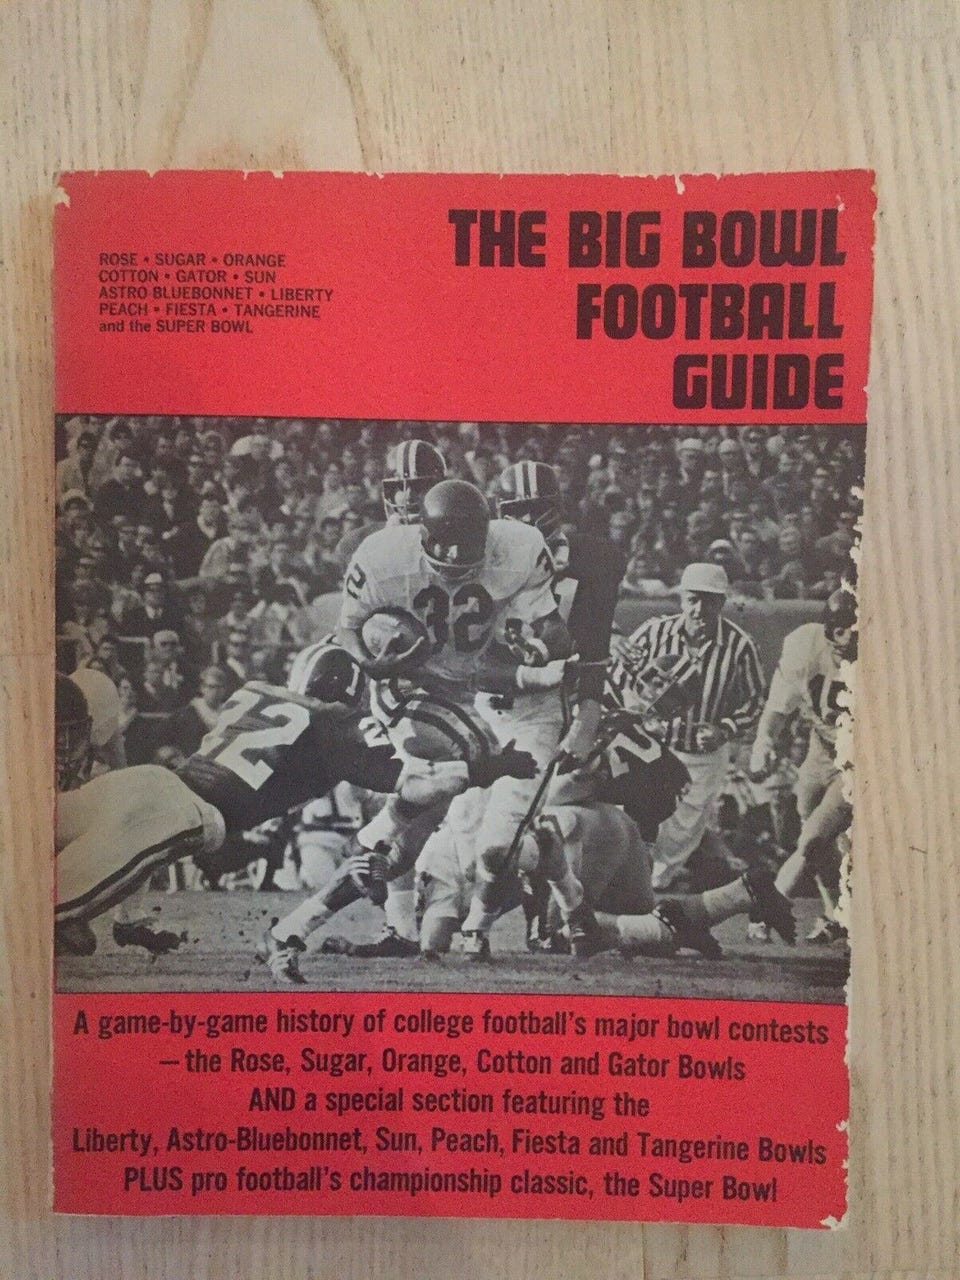 THE BIG BOWL
FOOTBALL
GUIDE
ROSE • SUGAR • ORANGE
COTTON • GATOR • SUN
ASTRO BLUEBONNET • LIBERTY
PEACH • FIESTA • TANGERINE
and the SUPER BOWL
32
72
A game-by-game history of college football's major bowl contests
— the Rose, Sugar, Orange, Cotton and Gator Bowls
AND a special section featuring the
Liberty, Astro-Bluebonnet, Sun, Peach, Fiesta and Tangerine Bowls
PLUS pro football's championship classic, the Super Bowl